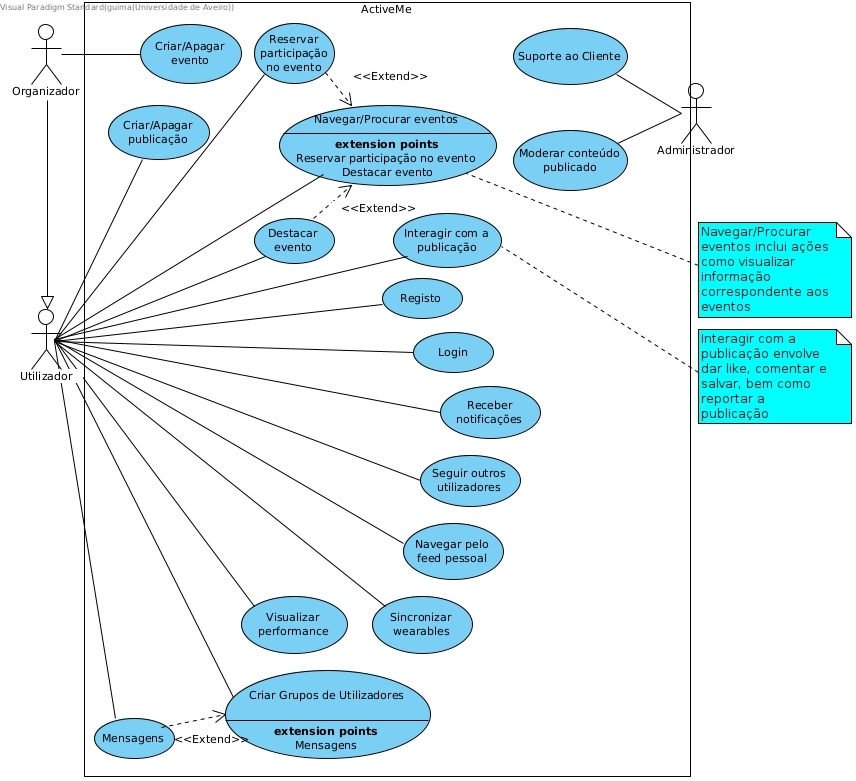 Visual Paradigm Standard(guima(Universidade de Aveiro))
ActiveMe
Organizador
Criar/Apagar
evento
Reservar
participação
no evento
<<Extend>>
Suporte ao Cliente
Administrador
Criar/Apagar
publicação
Navegar/Procurar eventos
extension points
Reservar participação no evento
Destacar evento
Moderar conteúdo
publicado
<<Extend>>
Destacar
evento
Interagir com a
publicação
Navegar/Procurar
eventos inclui ações
como visualizar
informação
correspondente aos
eventos
Registo
Utilizador
Login
Interagir com a
publicação envolve
dar like, comentar e
salvar, bem como
reportar a
publicação
Receber
notificações
Seguir outros
utilizadores
Navegar pelo
feed pessoal
Visualizar
performance
Sincronizar
wearables
Criar Grupos de Utilizadores
extension points
Mensagens
Mensagens
<<Extend>>